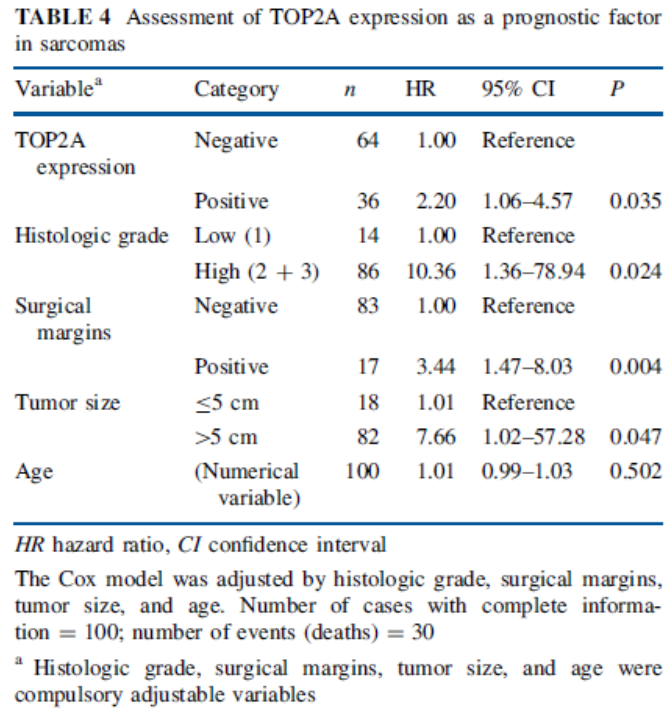 TABLE 4 Assessment of TOP2A expression as a prognostic factor
in sarcomas
Variableᵃ Category n HR 95% CI P
TOP2A
expression Negative 64 1.00 Reference
Positive 36 2.20 1.06–4.57 0.035
Histologic grade Low (1) 14 1.00 Reference
High (2 + 3) 86 10.36 1.36–78.94 0.024
Surgical
margins Negative 83 1.00 Reference
Positive 17 3.44 1.47–8.03 0.004
Tumor size ≤5 cm 18 1.01 Reference
>5 cm 82 7.66 1.02–57.28 0.047
Age (Numerical
variable) 100 1.01 0.99–1.03 0.502
HR hazard ratio, CI confidence interval
The Cox model was adjusted by histologic grade, surgical margins,
tumor size, and age. Number of cases with complete informa-
tion = 100; number of events (deaths) = 30
ᵃ Histologic grade, surgical margins, tumor size, and age were
compulsory adjustable variables